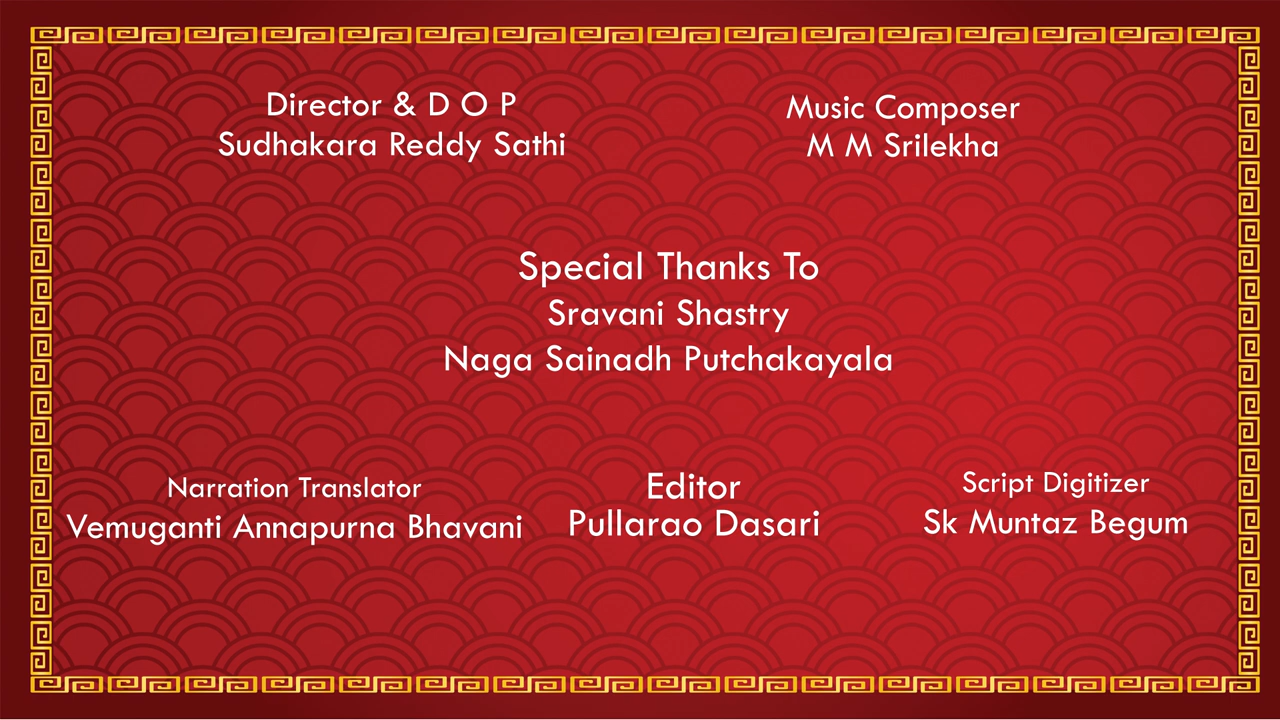 Director & D O P
Sudhakara Reddy Sathi
Music Composer
M M Srilekha
Special Thanks To
Sravani Shastry
Naga Sainadh Putchakayala
Narration Translator
Vemuganti Annapurna Bhavani
Editor
Pullarao Dasari
Script Digitizer
Sk Muntaz Begum